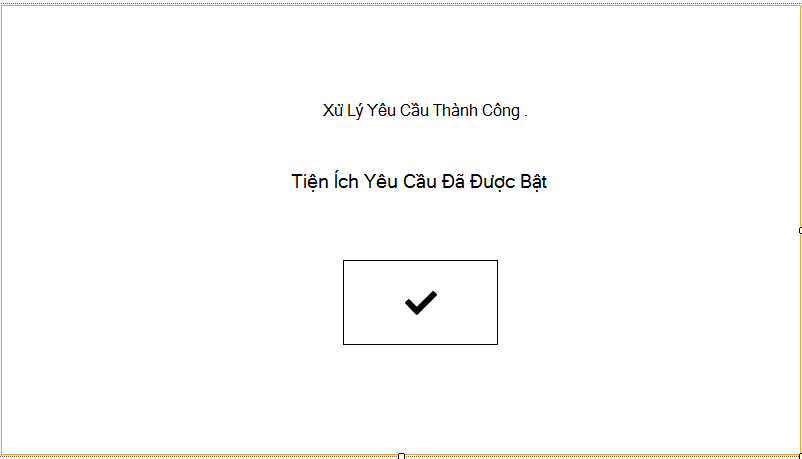 Xử Lý Yêu Cầu Thành Công .
Tiện Ích Yêu Cầu Đã Được Bật